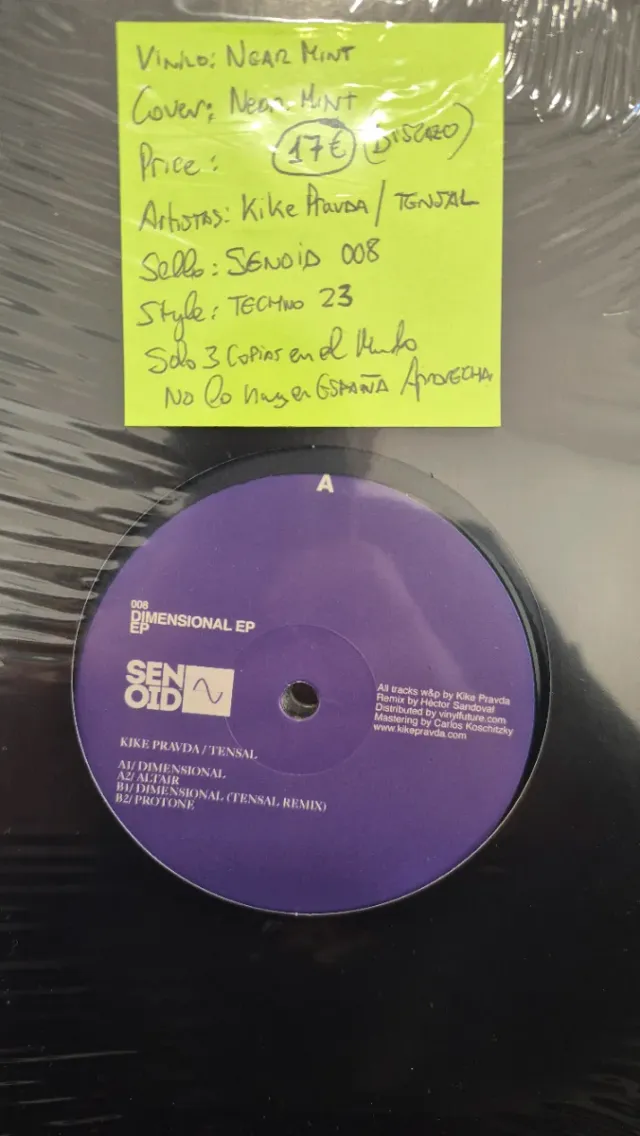 Vinilo: Near Mint
Cover: Near Mint
Price: 17€ (DISCAZO)
Artistas: Kike Pravda / TENSAL
Sello: SENOID 008
Style: TECHNO 23
Solo 3 Copias en el Mundo
NO lo hay en ESPAÑA Aprovecha
A
008
DIMENSIONAL EP
EP
SEN
OID
All tracks w&p by Kike Pravda
Remix by Héctor Sandoval
Distributed by vinylfuture.com
Mastering by Carlos Koschitzky
www.kikepravda.com
KIKE PRAVDA / TENSAL
A1/ DIMENSIONAL
A2/ ALTAIR
B1/ DIMENSIONAL (TENSAL REMIX)
B2/ PROTONE